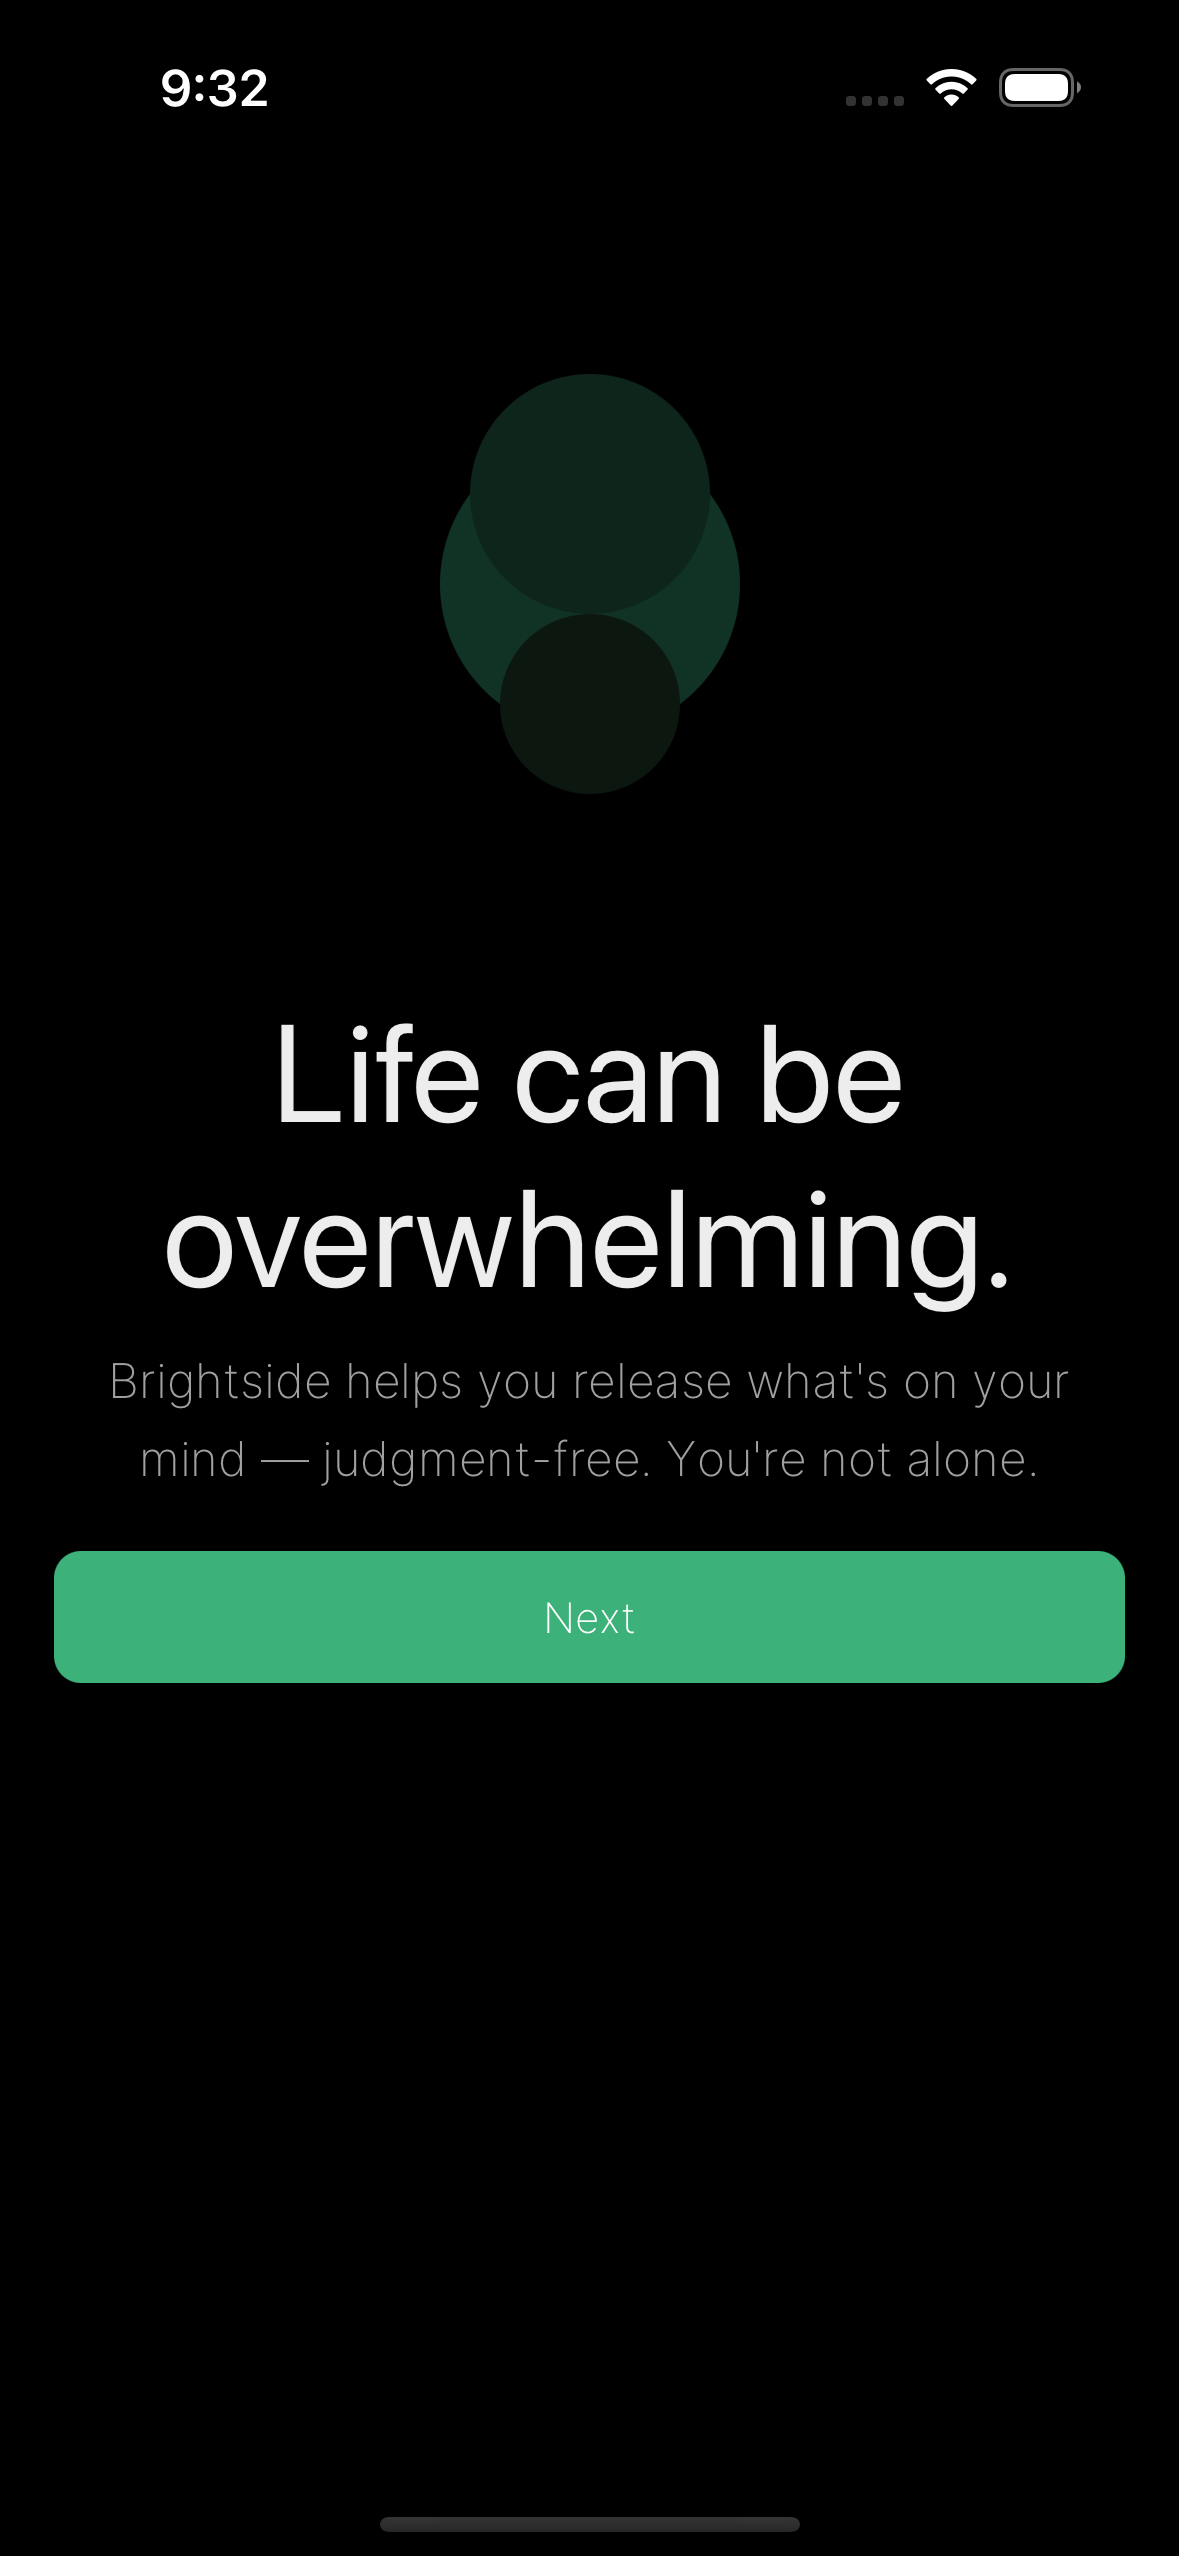 9:32
Life can be
overwhelming.
Brightside helps you release what's on your
mind — judgment-free. You're not alone.
Next